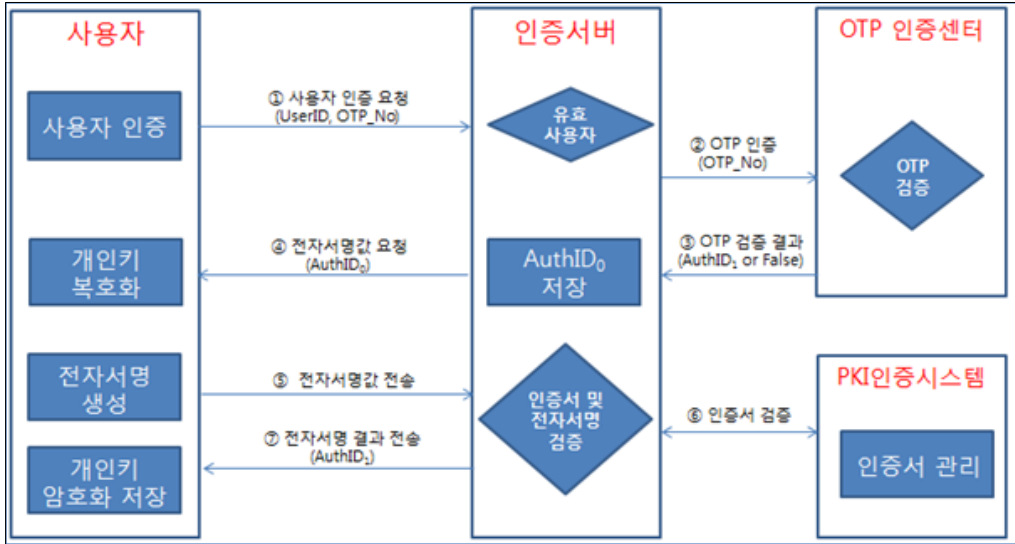 사용자
인증서버
OTP 인증센터
사용자 인증
① 사용자 인증 요청
(UserID, OTP_No)
유효
사용자
② OTP 인증
(OTP_No)
OTP
검증
③ OTP 검증 결과
(AuthID₁ or False)
④ 전자서명값 요청
(AuthID₀)
개인키
복호화
AuthID₀
저장
전자서명
생성
⑤ 전자서명값 전송
인증서 및
전자서명
검증
PKI인증시스템
⑥ 인증서 검증
인증서 관리
⑦ 전자서명 결과 전송
(AuthID₁)
개인키
암호화 저장